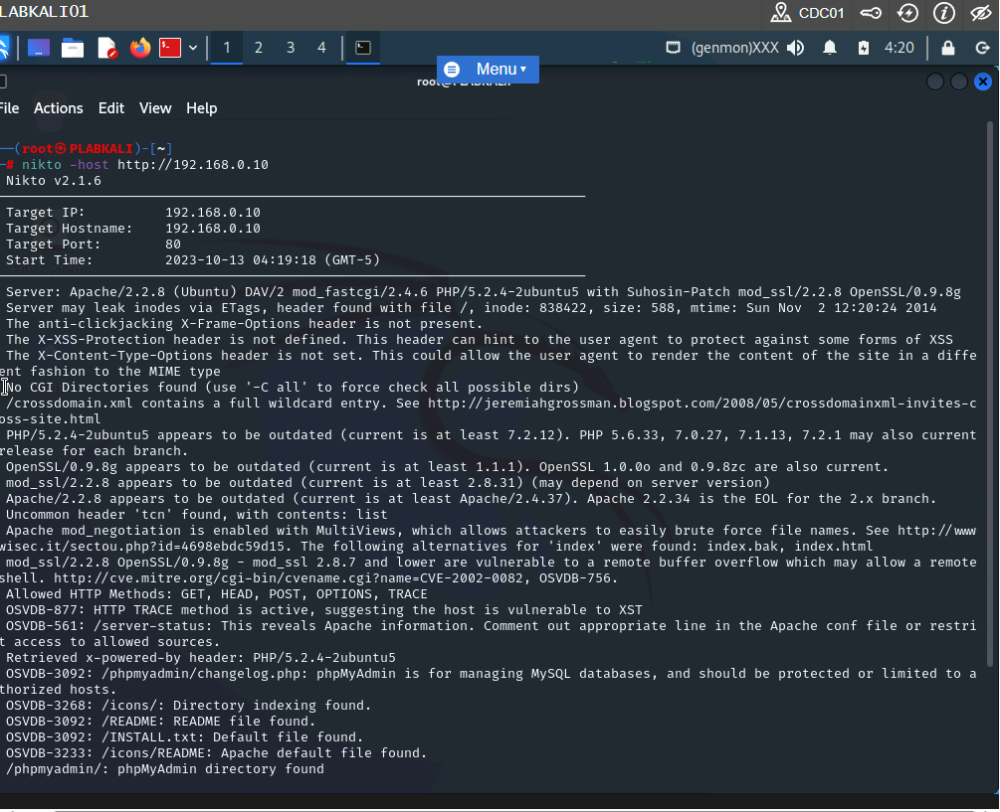 LABKALI01
CDC01
1 2 3 4
(genmon)XXX
4:20
Menu
root@PLABKALI
File Actions Edit View Help
(root㉿PLABKALI)-[~]
# nikto -host http://192.168.0.10
Nikto v2.1.6
Target IP: 192.168.0.10
Target Hostname: 192.168.0.10
Target Port: 80
Start Time: 2023-10-13 04:19:18 (GMT-5)
Server: Apache/2.2.8 (Ubuntu) DAV/2 mod_fastcgi/2.4.6 PHP/5.2.4-2ubuntu5 with Suhosin-Patch mod_ssl/2.2.8 OpenSSL/0.9.8g
Server may leak inodes via ETags, header found with file /, inode: 838422, size: 588, mtime: Sun Nov  2 12:20:24 2014
The anti-clickjacking X-Frame-Options header is not present.
The X-XSS-Protection header is not defined. This header can hint to the user agent to protect against some forms of XSS
The X-Content-Type-Options header is not set. This could allow the user agent to render the content of the site in a diffe
ent fashion to the MIME type
No CGI Directories found (use '-C all' to force check all possible dirs)
/crossdomain.xml contains a full wildcard entry. See http://jeremiahgrossman.blogspot.com/2008/05/crossdomainxml-invites-c
oss-site.html
PHP/5.2.4-2ubuntu5 appears to be outdated (current is at least 7.2.12). PHP 5.6.33, 7.0.27, 7.1.13, 7.2.1 may also current
release for each branch.
OpenSSL/0.9.8g appears to be outdated (current is at least 1.1.1). OpenSSL 1.0.0o and 0.9.8zc are also current.
mod_ssl/2.2.8 appears to be outdated (current is at least 2.8.31) (may depend on server version)
Apache/2.2.8 appears to be outdated (current is at least Apache/2.4.37). Apache 2.2.34 is the EOL for the 2.x branch.
Uncommon header 'tcn' found, with contents: list
Apache mod_negotiation is enabled with MultiViews, which allows attackers to easily brute force file names. See http://www
wisec.it/sectou.php?id=4698ebdc59d15. The following alternatives for 'index' were found: index.bak, index.html
mod_ssl/2.2.8 OpenSSL/0.9.8g - mod_ssl 2.8.7 and lower are vulnerable to a remote buffer overflow which may allow a remote
shell. http://cve.mitre.org/cgi-bin/cvename.cgi?name=CVE-2002-0082, OSVDB-756.
Allowed HTTP Methods: GET, HEAD, POST, OPTIONS, TRACE
OSVDB-877: HTTP TRACE method is active, suggesting the host is vulnerable to XST
OSVDB-561: /server-status: This reveals Apache information. Comment out appropriate line in the Apache conf file or restri
t access to allowed sources.
Retrieved x-powered-by header: PHP/5.2.4-2ubuntu5
OSVDB-3092: /phpmyadmin/changelog.php: phpMyAdmin is for managing MySQL databases, and should be protected or limited to a
thorized hosts.
OSVDB-3268: /icons/: Directory indexing found.
OSVDB-3092: /README: README file found.
OSVDB-3092: /INSTALL.txt: Default file found.
OSVDB-3233: /icons/README: Apache default file found.
/phpmyadmin/: phpMyAdmin directory found